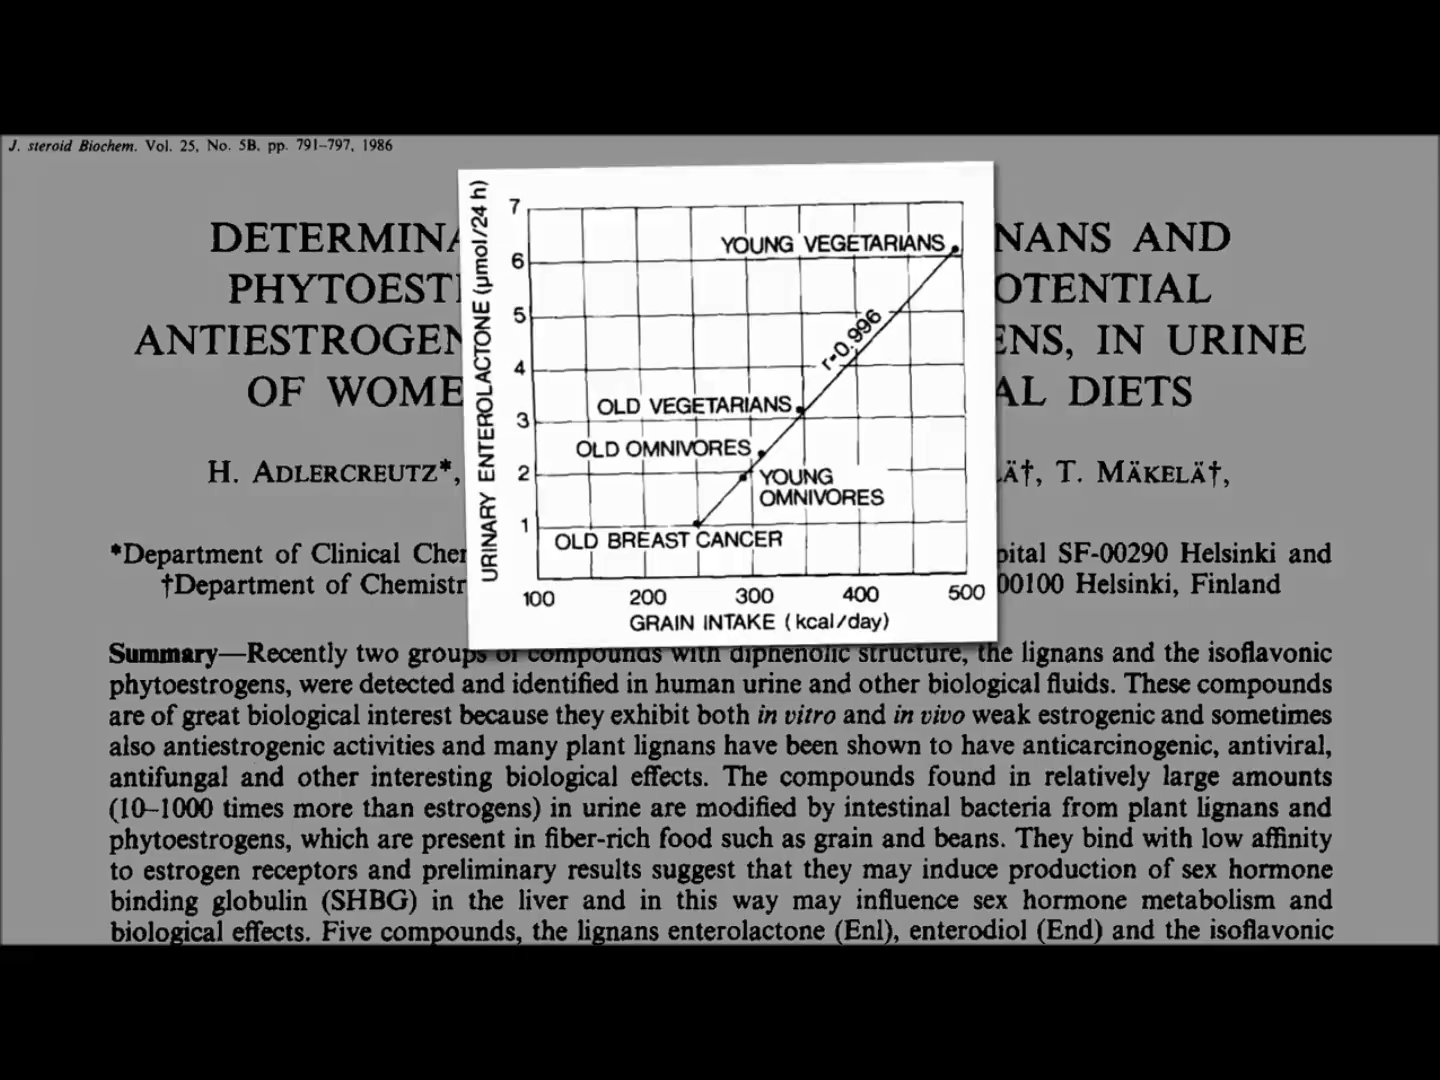 J. steroid Biochem. Vol. 25, No. 5B, pp. 791–797, 1986
DETERMINA NANS AND
PHYTOEST OTENTIAL
ANTIESTROGEN ENS, IN URINE
OF WOME AL DIETS
H. ADLERCREUTZ*, Ä†, T. MÄKELÄ†,
*Department of Clinical Chem pital SF-00290 Helsinki and
†Department of Chemistr 00100 Helsinki, Finland
URINARY ENTEROLACTONE (µmol/24 h)
7
6
5
4
3
2
1
YOUNG VEGETARIANS
r=0.996
OLD VEGETARIANS
OLD OMNIVORES
YOUNG
OMNIVORES
OLD BREAST CANCER
100 200 300 400 500
GRAIN INTAKE (kcal/day)
Summary—Recently two groups of compounds with diphenolic structure, the lignans and the isoflavonic
phytoestrogens, were detected and identified in human urine and other biological fluids. These compounds
are of great biological interest because they exhibit both in vitro and in vivo weak estrogenic and sometimes
also antiestrogenic activities and many plant lignans have been shown to have anticarcinogenic, antiviral,
antifungal and other interesting biological effects. The compounds found in relatively large amounts
(10–1000 times more than estrogens) in urine are modified by intestinal bacteria from plant lignans and
phytoestrogens, which are present in fiber-rich food such as grain and beans. They bind with low affinity
to estrogen receptors and preliminary results suggest that they may induce production of sex hormone
binding globulin (SHBG) in the liver and in this way may influence sex hormone metabolism and
biological effects. Five compounds, the lignans enterolactone (Enl), enterodiol (End) and the isoflavonic